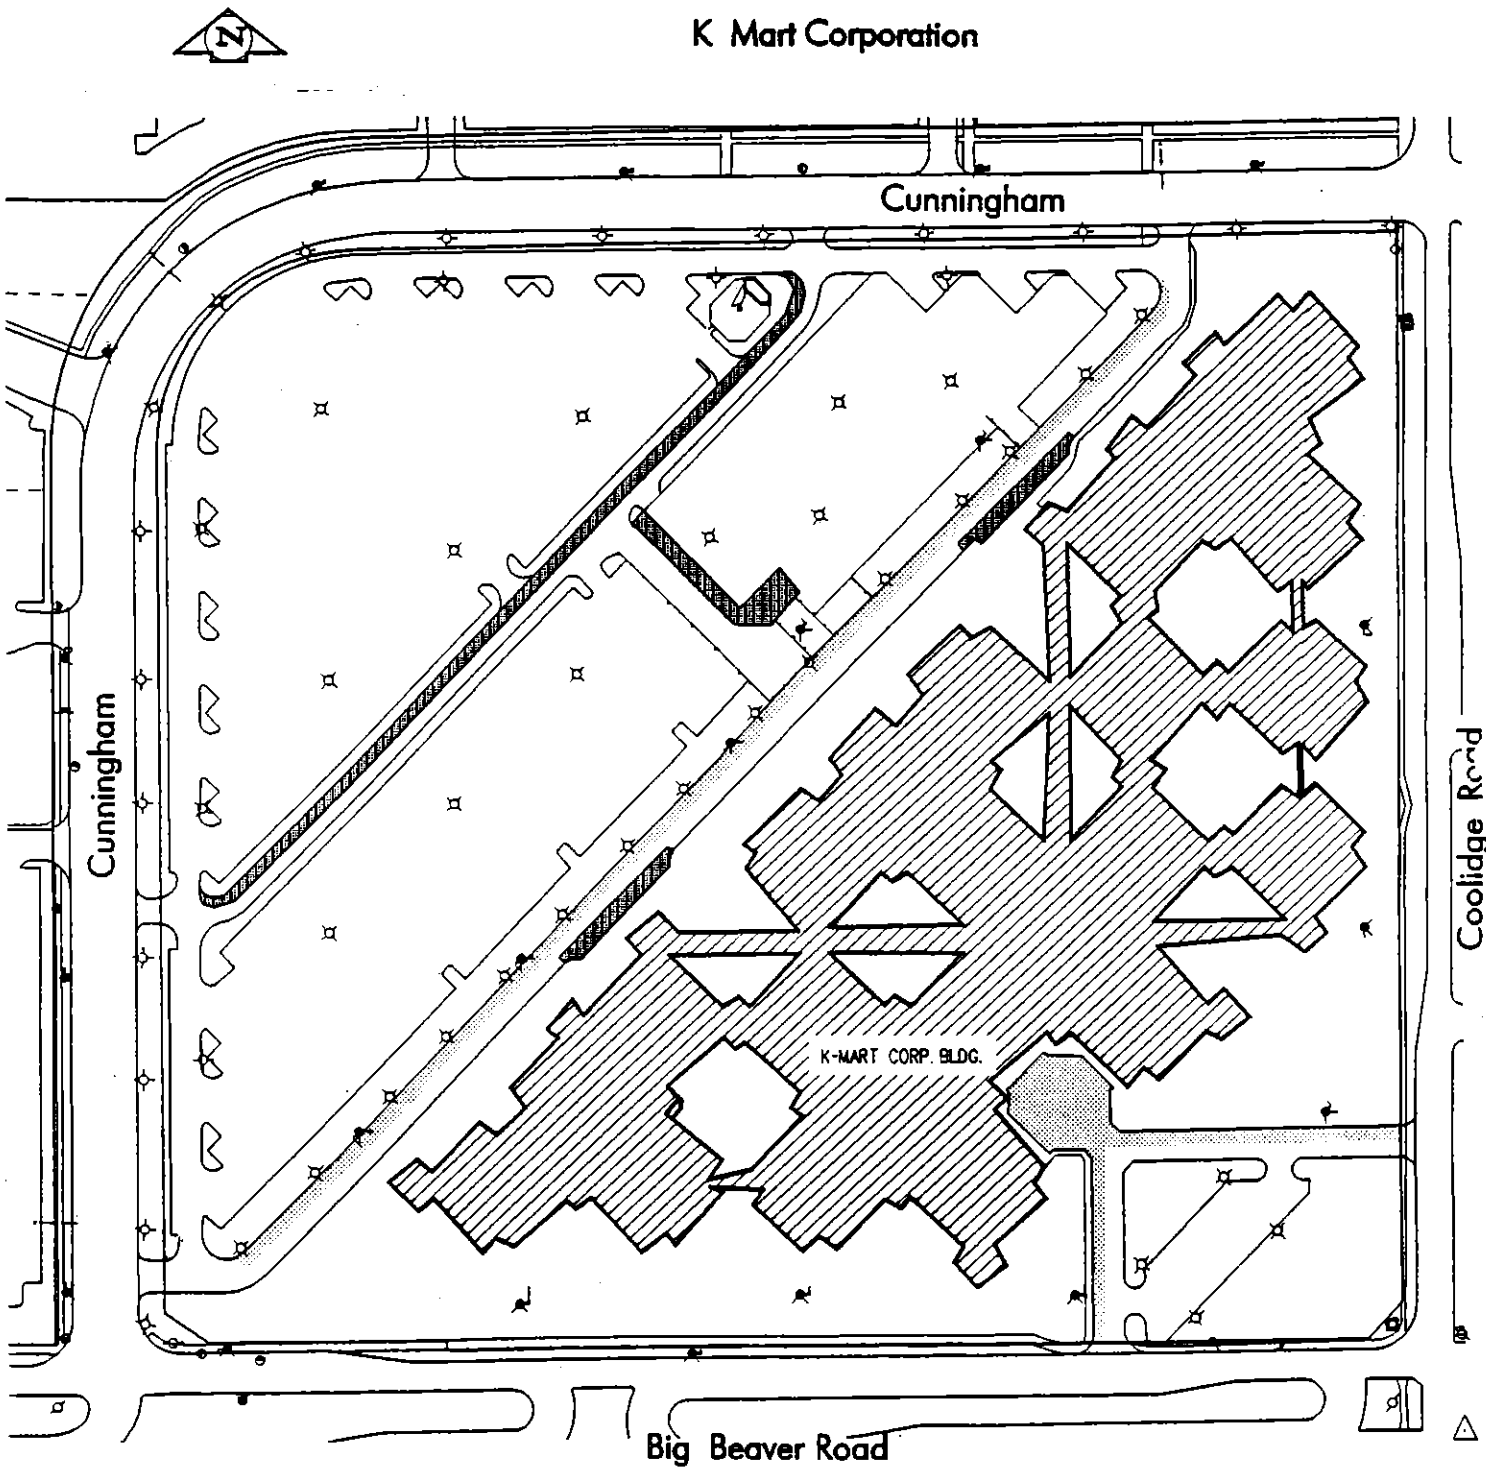 N
K Mart Corporation
Cunningham
Cunningham
Coolidge Road
K-MART CORP. BLDG.
Big Beaver Road